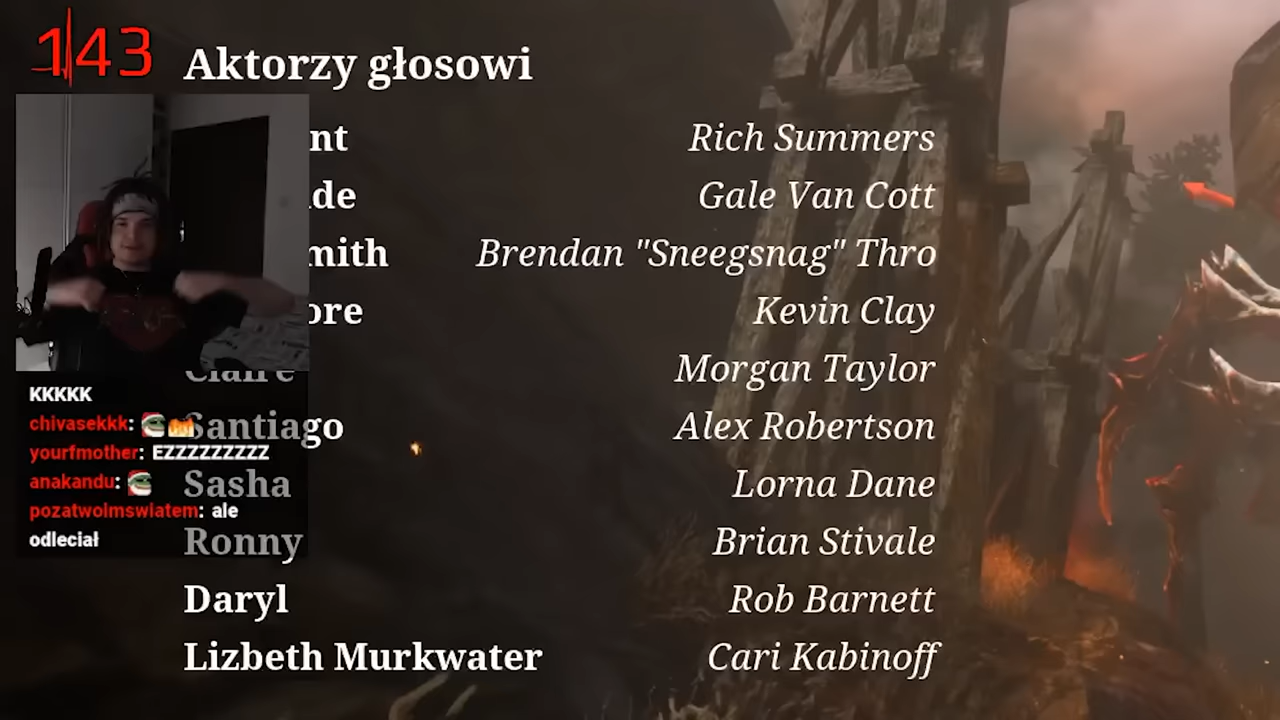 143
Aktorzy głosowi
nt Rich Summers
de Gale Van Cott
mith Brendan "Sneegsnag" Thro
ore Kevin Clay
Claire Morgan Taylor
Santiago Alex Robertson
Sasha Lorna Dane
Ronny Brian Stivale
Daryl Rob Barnett
Lizbeth Murkwater Cari Kabinoff
KKKKK
chivasekkk:
yourfmother: EZZZZZZZZZ
anakandu:
pozatwolmswiatem: ale
odleciał